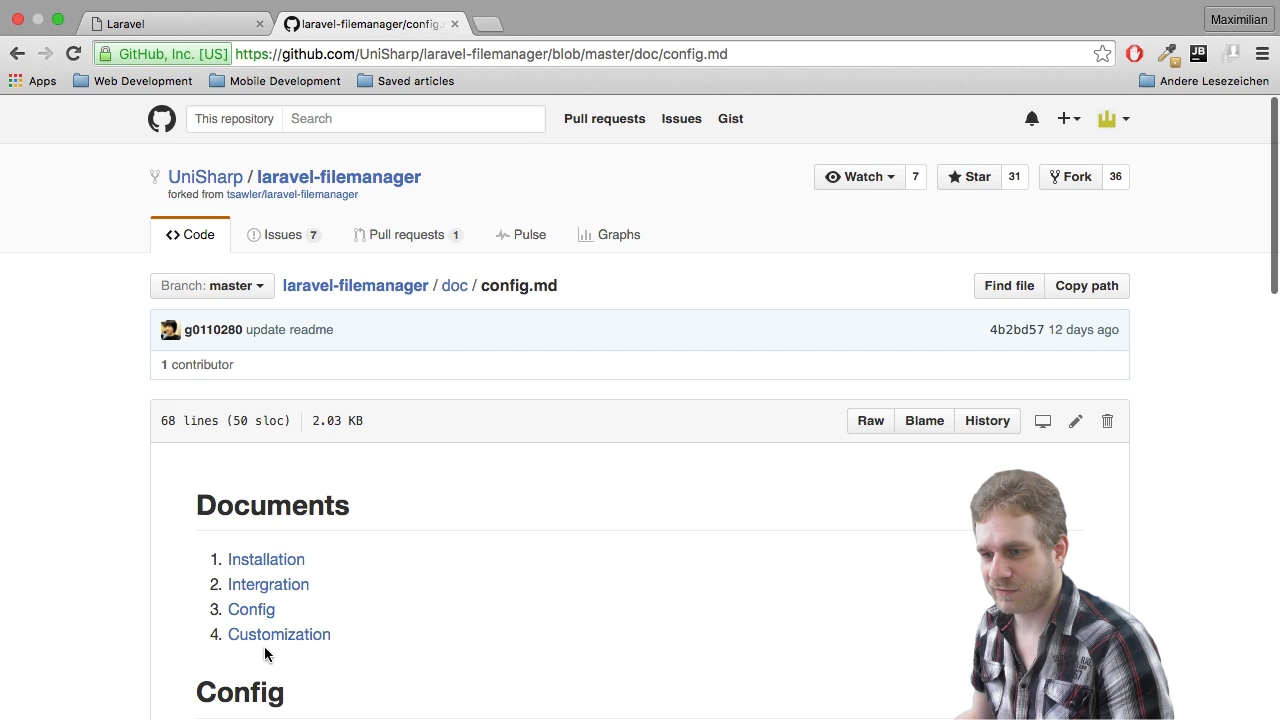 Laravel
laravel-filemanager/config.
Maximilian
GitHub, Inc. [US] https://github.com/UniSharp/laravel-filemanager/blob/master/doc/config.md
JB
Apps Web Development Mobile Development Saved articles Andere Lesezeichen
This repository Search Pull requests Issues Gist
UniSharp / laravel-filemanager
forked from tsawler/laravel-filemanager
Watch 7 Star 31 Fork 36
Code Issues 7 Pull requests 1 Pulse Graphs
Branch: master laravel-filemanager / doc / config.md Find file Copy path
g0110280 update readme 4b2bd57 12 days ago
1 contributor
68 lines (50 sloc) 2.03 KB Raw Blame History
Documents
1. Installation
2. Intergration
3. Config
4. Customization
Config